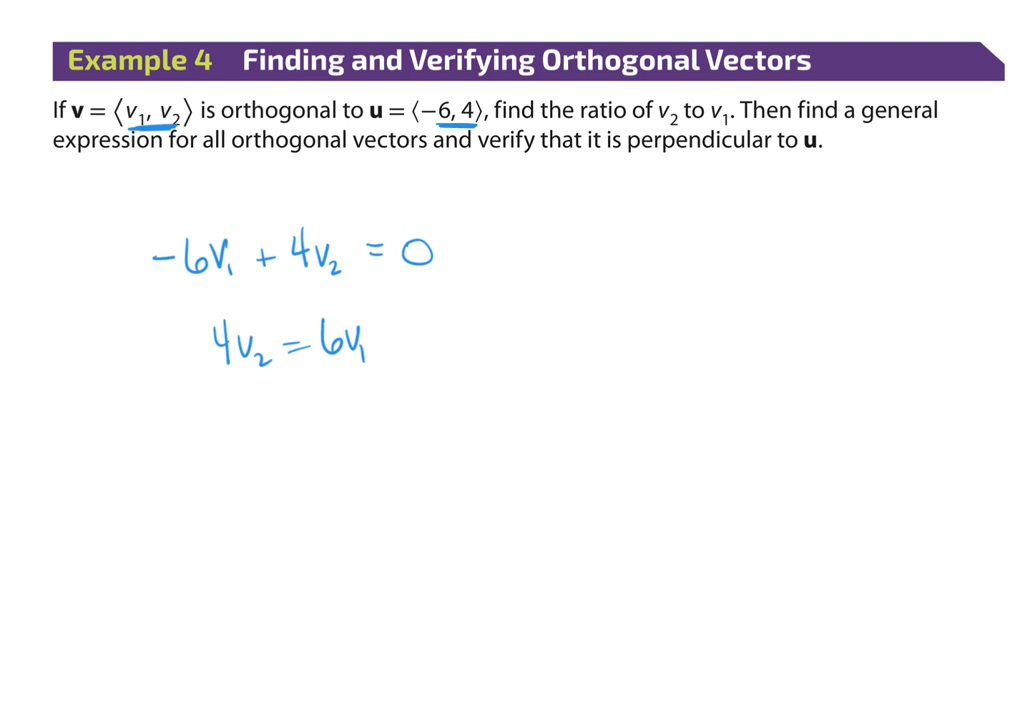 Example 4 Finding and Verifying Orthogonal Vectors
If v = ⟨v₁, v₂⟩ is orthogonal to u = ⟨−6, 4⟩, find the ratio of v₂ to v₁. Then find a general
expression for all orthogonal vectors and verify that it is perpendicular to u.
−6v₁ + 4v₂ = 0
4v₂ = 6v₁